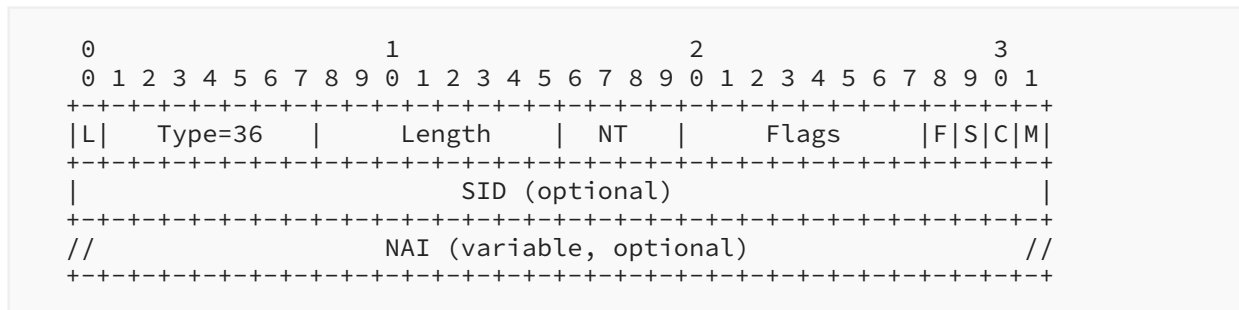 0                   1                   2                   3
 0 1 2 3 4 5 6 7 8 9 0 1 2 3 4 5 6 7 8 9 0 1 2 3 4 5 6 7 8 9 0 1
+-+-+-+-+-+-+-+-+-+-+-+-+-+-+-+-+-+-+-+-+-+-+-+-+-+-+-+-+-+-+-+-+
|L|   Type=36   |     Length    |  NT   |     Flags     |F|S|C|M|
+-+-+-+-+-+-+-+-+-+-+-+-+-+-+-+-+-+-+-+-+-+-+-+-+-+-+-+-+-+-+-+-+
|                         SID (optional)                        |
+-+-+-+-+-+-+-+-+-+-+-+-+-+-+-+-+-+-+-+-+-+-+-+-+-+-+-+-+-+-+-+-+
//                   NAI (variable, optional)                  //
+-+-+-+-+-+-+-+-+-+-+-+-+-+-+-+-+-+-+-+-+-+-+-+-+-+-+-+-+-+-+-+-+